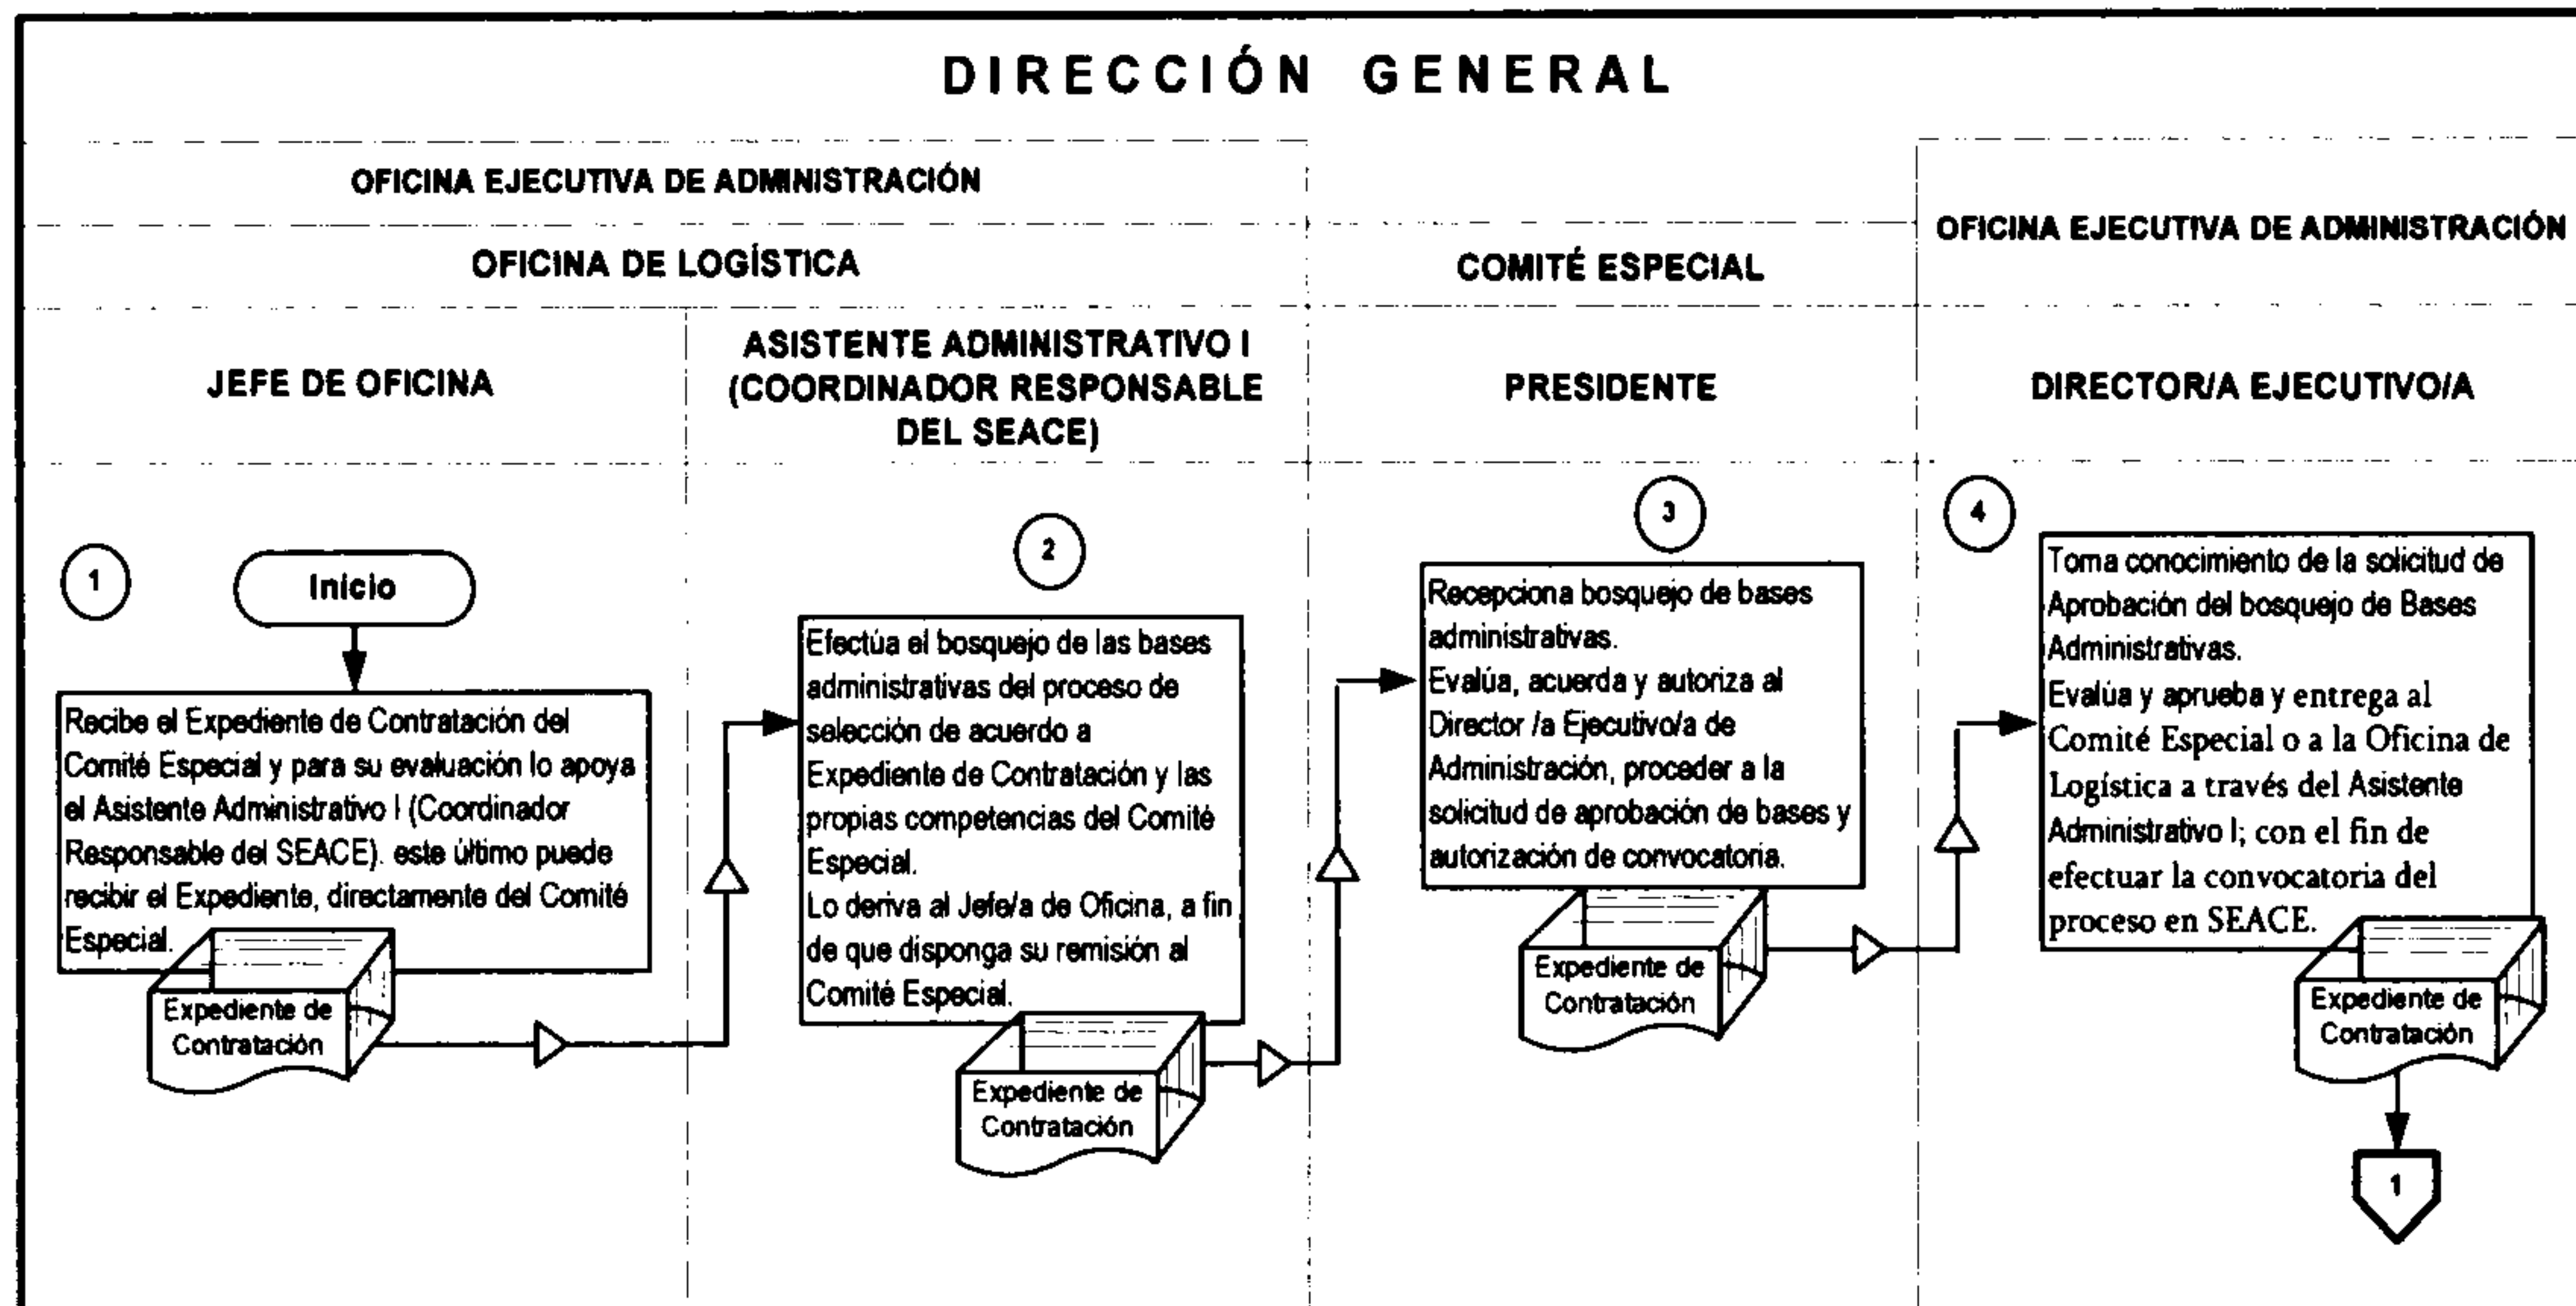 DIRECCIÓN GENERAL
OFICINA EJECUTIVA DE ADMINISTRACIÓN
OFICINA DE LOGÍSTICA
COMITÉ ESPECIAL
OFICINA EJECUTIVA DE ADMINISTRACIÓN
JEFE DE OFICINA
ASISTENTE ADMINISTRATIVO I
(COORDINADOR RESPONSABLE
DEL SEACE)
PRESIDENTE
DIRECTOR/A EJECUTIVO/A
1
Inicio
Recibe el Expediente de Contratación del
Comité Especial y para su evaluación lo apoya
el Asistente Administrativo I (Coordinador
Responsable del SEACE). este último puede
recibir el Expediente, directamente del Comité
Especial.
Expediente de
Contratación
2
Efectúa el bosquejo de las bases
administrativas del proceso de
selección de acuerdo a
Expediente de Contratación y las
propias competencias del Comité
Especial.
Lo deriva al Jefe/a de Oficina, a fin
de que disponga su remisión al
Comité Especial.
Expediente de
Contratación
3
Recepciona bosquejo de bases
administrativas.
Evalúa, acuerda y autoriza al
Director /a Ejecutivo/a de
Administración, proceder a la
solicitud de aprobación de bases y
autorización de convocatoria.
Expediente de
Contratación
4
Toma conocimiento de la solicitud de
Aprobación del bosquejo de Bases
Administrativas.
Evalúa y aprueba y entrega al
Comité Especial o a la Oficina de
Logística a través del Asistente
Administrativo I; con el fin de
efectuar la convocatoria del
proceso en SEACE.
Expediente de
Contratación
1